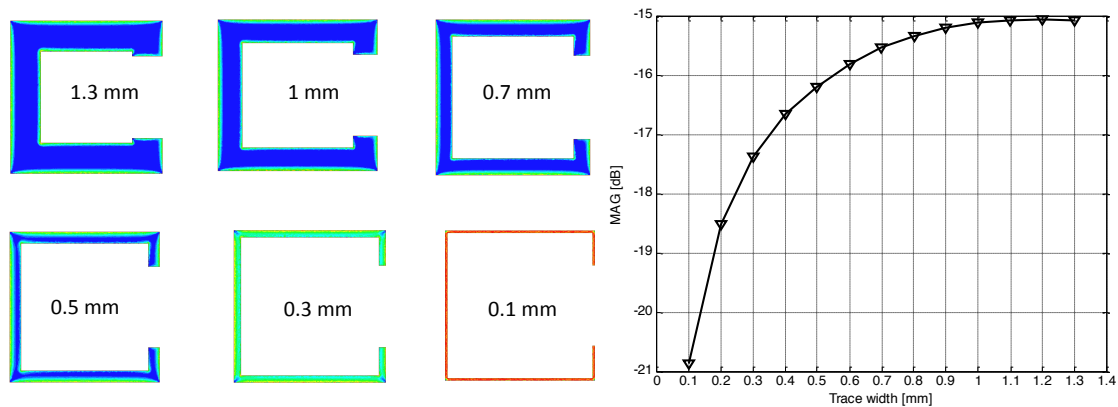 1.3 mm
1 mm
0.7 mm
0.5 mm
0.3 mm
0.1 mm
MAG [dB]
-15
-16
-17
-18
-19
-20
-21
0 0.1 0.2 0.3 0.4 0.5 0.6 0.7 0.8 0.9 1 1.1 1.2 1.3 1.4
Trace width [mm]